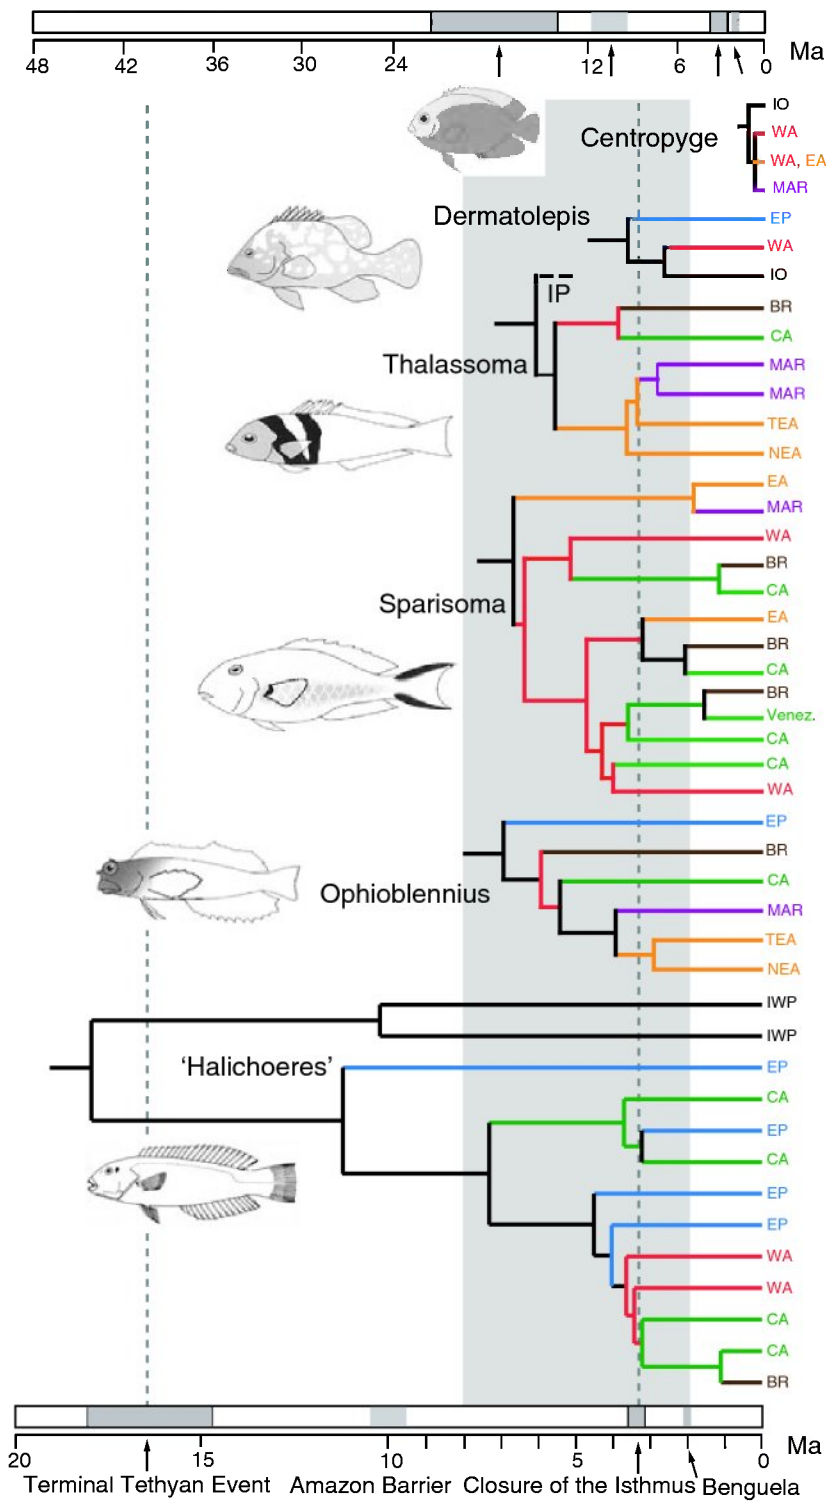 48 42 36 30 24 12 6 0 Ma
IO
Centropyge
WA
WA, EA
MAR
Dermatolepis
EP
WA
IO
IP
BR
CA
Thalassoma
MAR
MAR
TEA
NEA
EA
MAR
WA
BR
CA
Sparisoma
EA
BR
CA
BR
Venez.
CA
CA
WA
EP
BR
CA
Ophioblennius
MAR
TEA
NEA
IWP
IWP
'Halichoeres'
EP
CA
EP
CA
EP
EP
WA
WA
CA
CA
BR
20 15 10 5 0 Ma
Terminal Tethyan Event Amazon Barrier Closure of the Isthmus Benguela